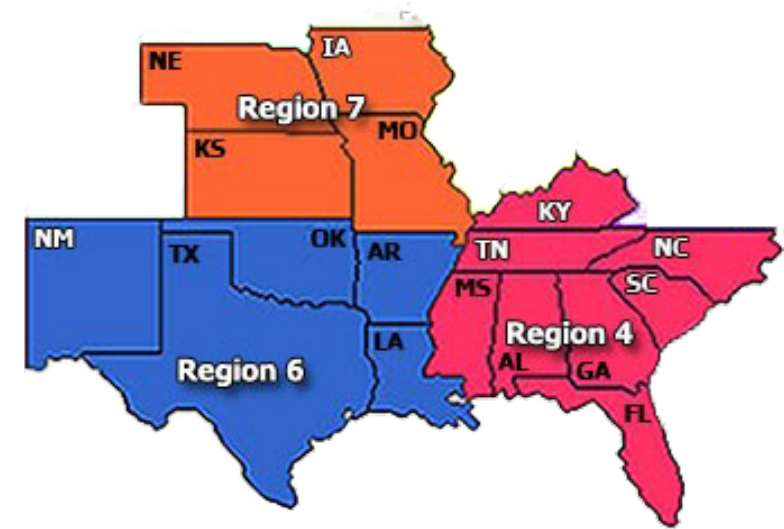 IA
NE
Region 7
MO
KS
KY
NM
OK
AR
TN
NC
TX
MS
SC
LA
Region 4
AL
GA
Region 6
FL